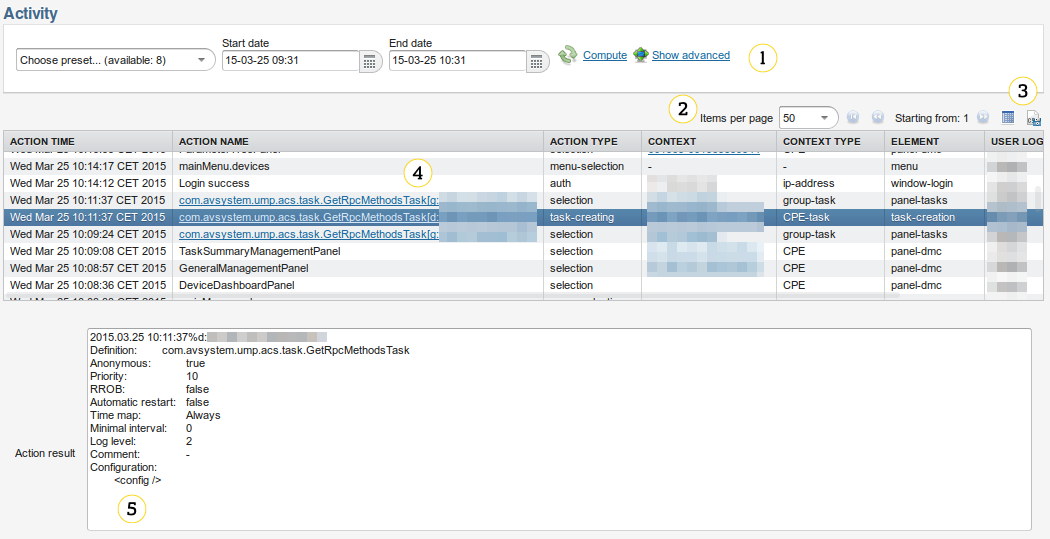 Activity
Start date
End date
Choose preset... (available: 8)
15-03-25 09:31
15-03-25 10:31
Compute
Show advanced
1
3
2
Items per page
50
Starting from: 1
ACTION TIME ACTION NAME ACTION TYPE CONTEXT CONTEXT TYPE ELEMENT USER LOG
Wed Mar 25 10:14:17 CET 2015 mainMenu.devices menu-selection - - menu
4
Wed Mar 25 10:14:12 CET 2015 Login success auth ip-address window-login
Wed Mar 25 10:11:37 CET 2015 com.avsystem.ump.acs.task.GetRpcMethodsTask[g: selection group-task panel-tasks
Wed Mar 25 10:11:37 CET 2015 com.avsystem.ump.acs.task.GetRpcMethodsTask[d: task-creating CPE-task task-creation
Wed Mar 25 10:09:24 CET 2015 com.avsystem.ump.acs.task.GetRpcMethodsTask[g: selection group-task panel-tasks
Wed Mar 25 10:09:08 CET 2015 TaskSummaryManagementPanel selection CPE panel-dmc
Wed Mar 25 10:08:57 CET 2015 GeneralManagementPanel selection CPE panel-dmc
Wed Mar 25 10:08:36 CET 2015 DeviceDashboardPanel selection CPE panel-dmc
Action result
2015.03.25 10:11:37%d:
Definition: com.avsystem.ump.acs.task.GetRpcMethodsTask
Anonymous: true
Priority: 10
RROB: false
Automatic restart: false
Time map: Always
Minimal interval: 0
Log level: 2
Comment: -
Configuration:
<config />
5